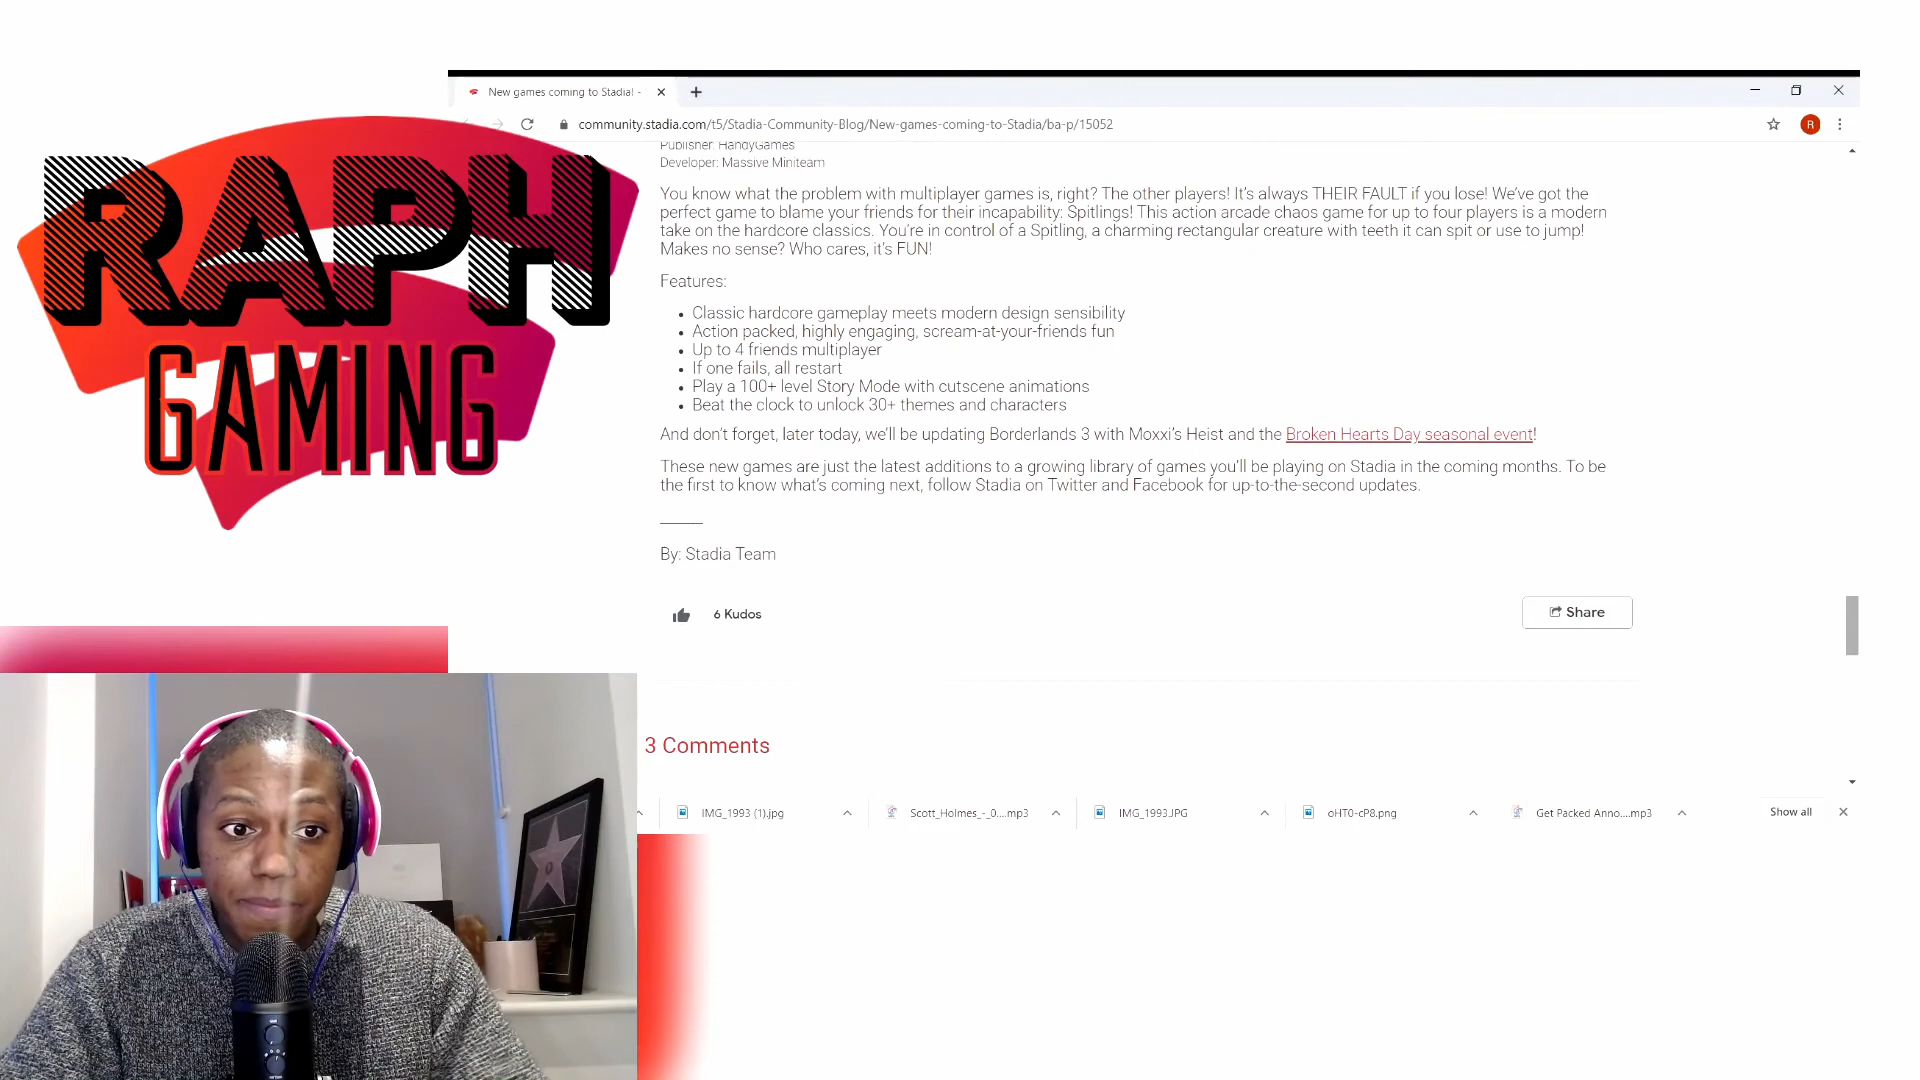 New games coming to Stadia! -
community.stadia.com/t5/Stadia-Community-Blog/New-games-coming-to-Stadia/ba-p/15052
R
RAPH
GAMING
Publisher: HandyGames
Developer: Massive Miniteam
You know what the problem with multiplayer games is, right? The other players! It's always THEIR FAULT if you lose! We've got the
perfect game to blame your friends for their incapability: Spitlings! This action arcade chaos game for up to four players is a modern
take on the hardcore classics. You're in control of a Spitling, a charming rectangular creature with teeth it can spit or use to jump!
Makes no sense? Who cares, it's FUN!
Features:
Classic hardcore gameplay meets modern design sensibility
Action packed, highly engaging, scream-at-your-friends fun
Up to 4 friends multiplayer
If one fails, all restart
Play a 100+ level Story Mode with cutscene animations
Beat the clock to unlock 30+ themes and characters
And don't forget, later today, we'll be updating Borderlands 3 with Moxxi's Heist and the Broken Hearts Day seasonal event!
These new games are just the latest additions to a growing library of games you'll be playing on Stadia in the coming months. To be
the first to know what's coming next, follow Stadia on Twitter and Facebook for up-to-the-second updates.
By: Stadia Team
6 Kudos
Share
3 Comments
IMG_1993 (1).jpg
Scott_Holmes_-_0....mp3
IMG_1993.JPG
oHT0-cP8.png
Get Packed Anno....mp3
Show all